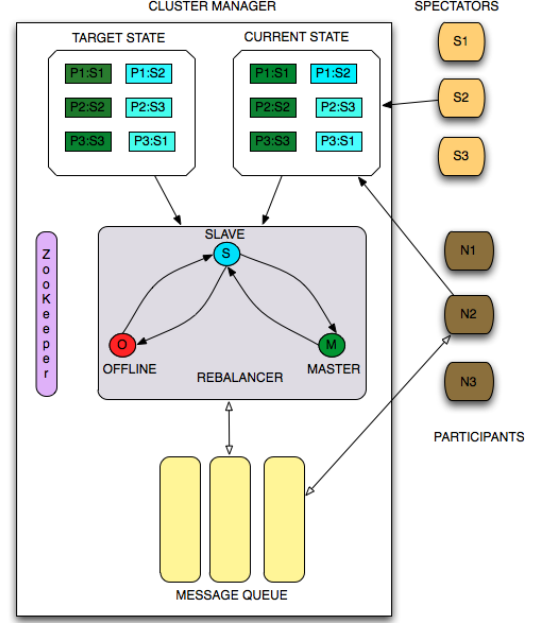 CLUSTER MANAGER
SPECTATORS
TARGET STATE
CURRENT STATE
P1:S1
P1:S2
P2:S2
P2:S3
P3:S3
P3:S1
P1:S1
P1:S2
P2:S2
P2:S3
P3:S3
P3:S1
S1
S2
S3
ZooKeeper
SLAVE
S
O
M
OFFLINE
MASTER
REBALANCER
N1
N2
N3
PARTICIPANTS
MESSAGE QUEUE